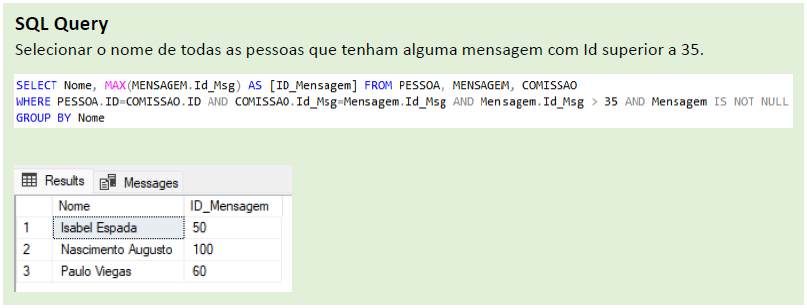 SQL Query
Selecionar o nome de todas as pessoas que tenham alguma mensagem com Id superior a 35.
SELECT Nome, MAX(MENSAGEM.Id_Msg) AS [ID_Mensagem] FROM PESSOA, MENSAGEM, COMISSAO
WHERE PESSOA.ID=COMISSAO.ID AND COMISSAO.Id_Msg=Mensagem.Id_Msg AND Mensagem.Id_Msg > 35 AND Mensagem IS NOT NULL
GROUP BY Nome
Results Messages
Nome ID_Mensagem
1 Isabel Espada 50
2 Nascimento Augusto 100
3 Paulo Viegas 60